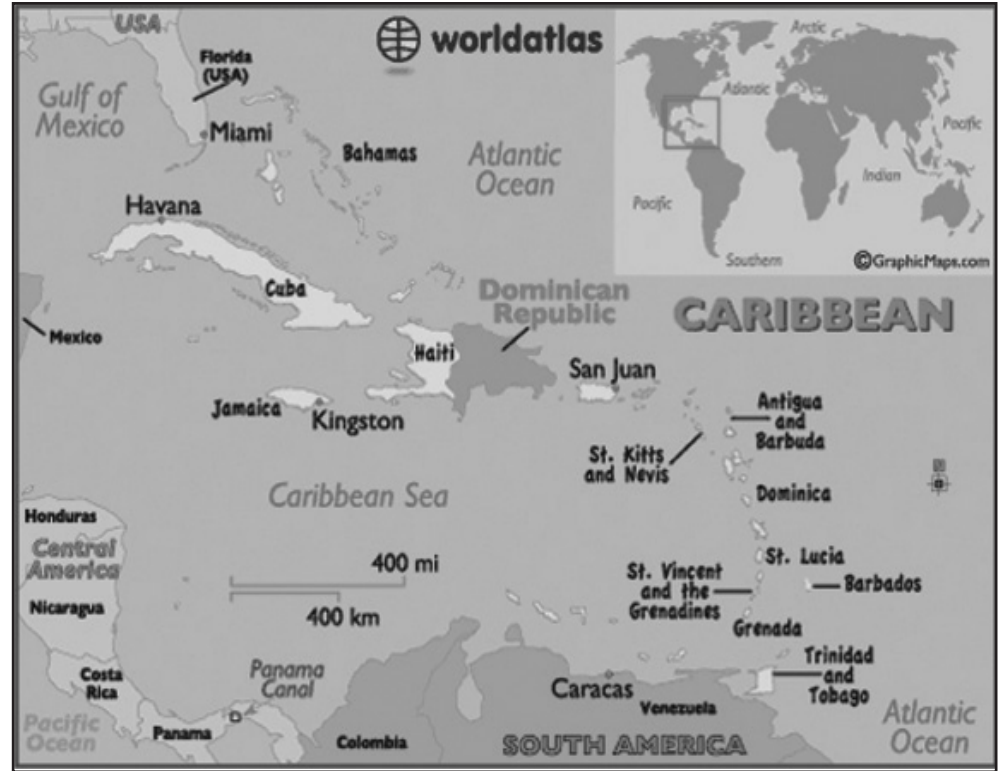 USA
worldatlas
Arctic
Florida
(USA)
Gulf of
Mexico
Atlantic
Miami
Pacific
Bahamas
Atlantic
Ocean
Indian
Havana
Pacific
Southern
©GraphicMaps.com
Cuba
Dominican
Republic
CARIBBEAN
Mexico
Haiti
San Juan
Jamaica
Kingston
Antigua
and
Barbuda
St. Kitts
and Nevis
Caribbean Sea
Dominica
Honduras
Central
America
400 mi
St. Lucia
St. Vincent
and the
Grenadines
Barbados
Nicaragua
400 km
Grenada
Costa
Rica
Panama
Canal
Trinidad
and
Tobago
Caracas
Venezuela
Pacific
Ocean
Panama
Colombia
SOUTH AMERICA
Atlantic
Ocean